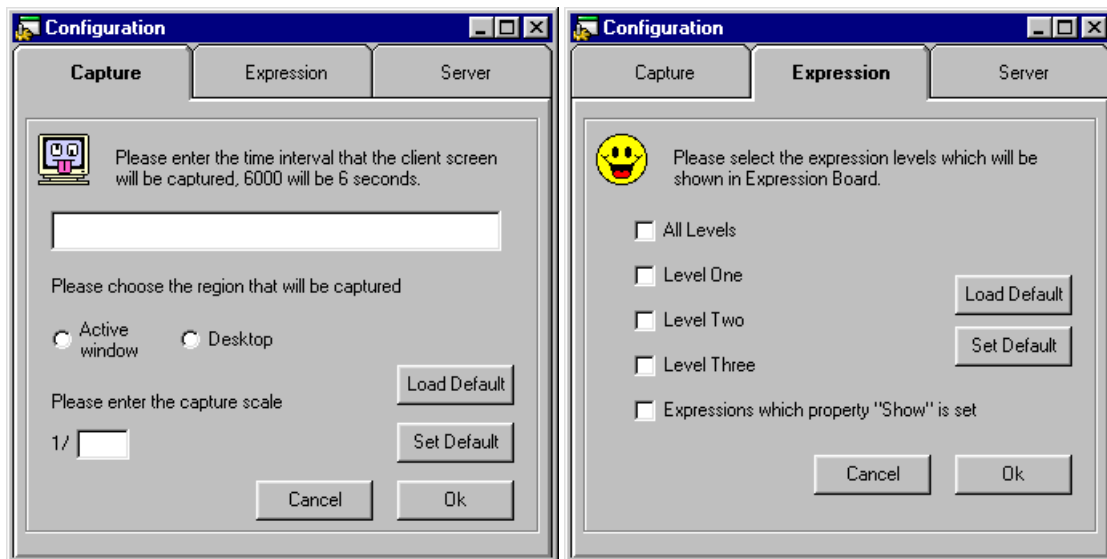 Configuration
Capture Expression Server
Please enter the time interval that the client screen
will be captured, 6000 will be 6 seconds.
Please choose the region that will be captured
Active
window
Desktop
Load Default
Please enter the capture scale
1/
Set Default
Cancel Ok
Configuration
Capture Expression Server
Please select the expression levels which will be
shown in Expression Board.
All Levels
Level One
Load Default
Level Two
Set Default
Level Three
Expressions which property "Show" is set
Cancel Ok